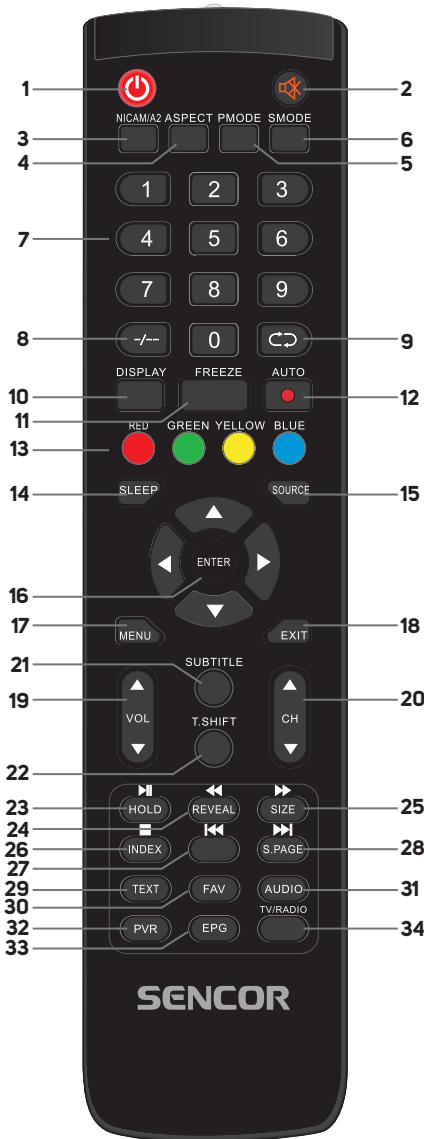 1 2
NICAM/A2 ASPECT PMODE SMODE
3 6
4 5
1 2 3
7 4 5 6
7 8 9
8 -/-- 0 9
DISPLAY FREEZE AUTO
10 12
11
RED GREEN YELLOW BLUE
13
14 SLEEP SOURCE 15
ENTER
16
17 18
MENU EXIT
21 SUBTITLE
19 VOL CH 20
T.SHIFT
22
23 HOLD REVEAL SIZE 25
24
26 INDEX S.PAGE 28
27
29 TEXT FAV AUDIO 31
30 TV/RADIO
32 PVR EPG 34
33
SENCOR